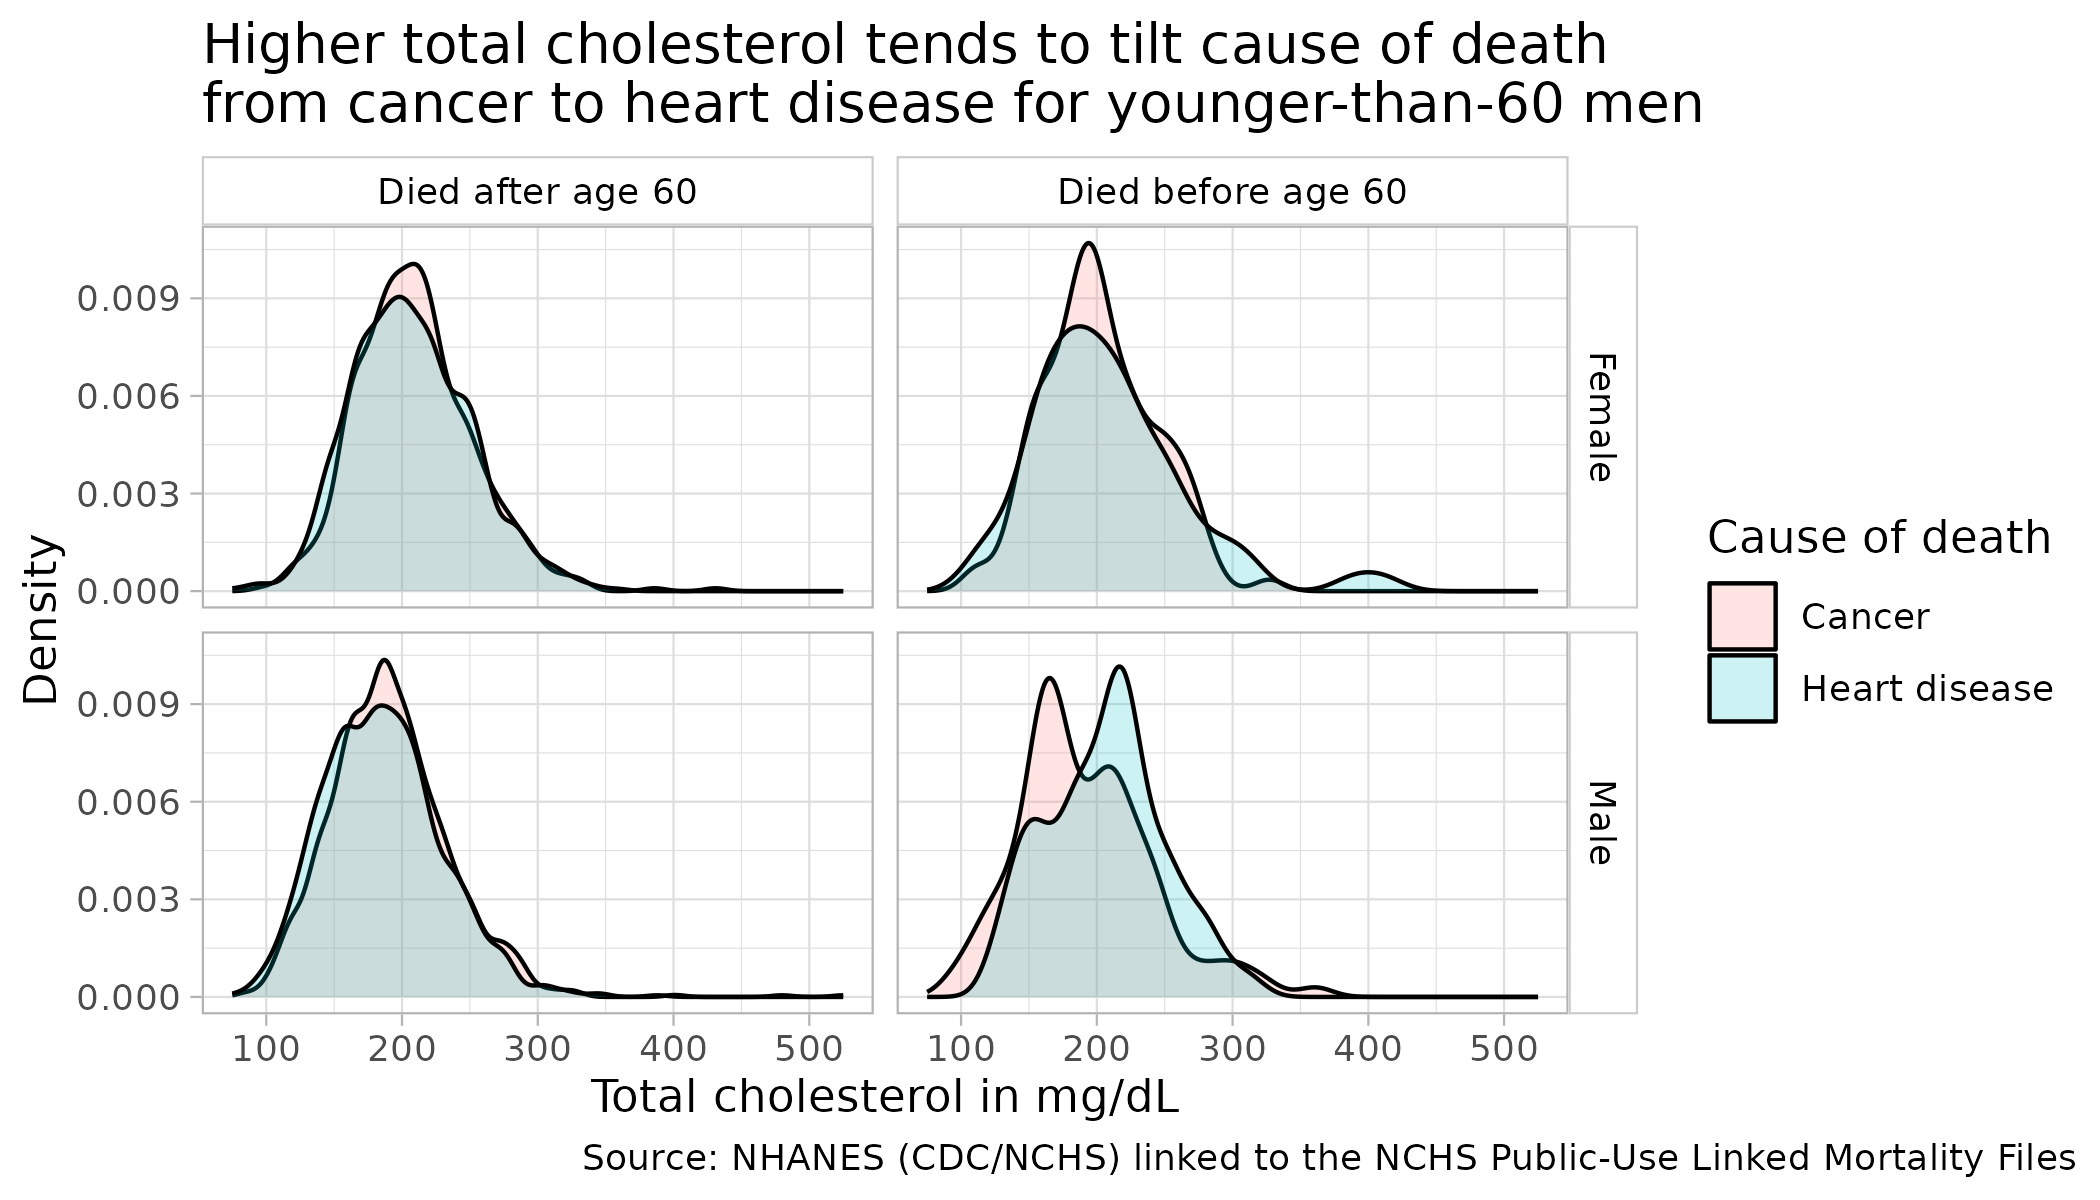 Higher total cholesterol tends to tilt cause of death
from cancer to heart disease for younger-than-60 men
Died after age 60
Died before age 60
Density
0.009
0.006
0.003
0.000
Female
0.009
0.006
0.003
0.000
Male
100 200 300 400 500
100 200 300 400 500
Total cholesterol in mg/dL
Cause of death
Cancer
Heart disease
Source: NHANES (CDC/NCHS) linked to the NCHS Public-Use Linked Mortality Files